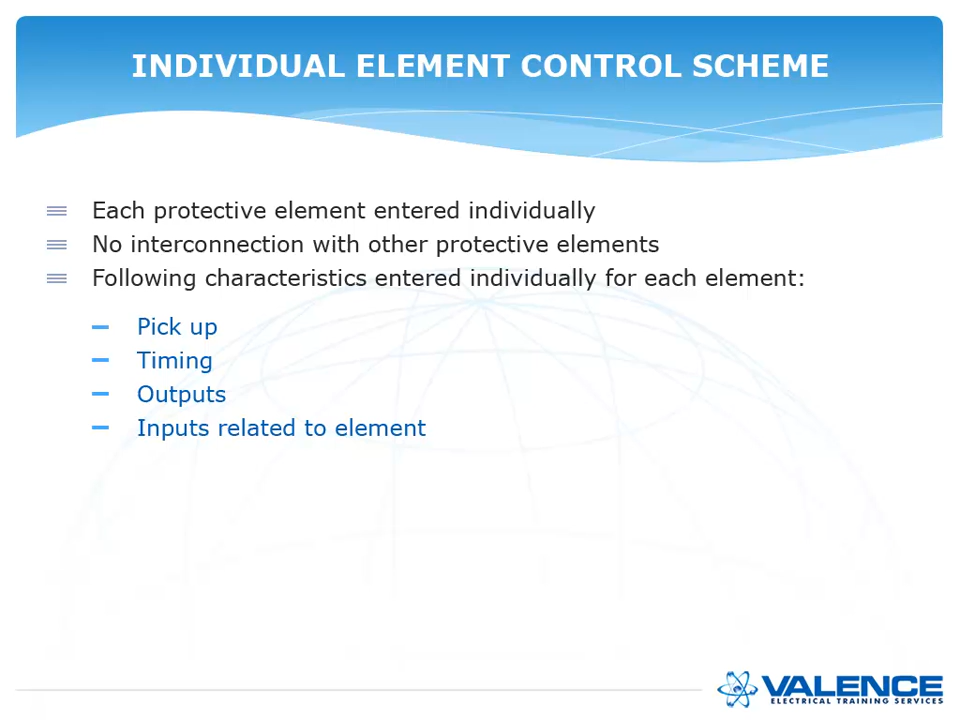 INDIVIDUAL ELEMENT CONTROL SCHEME
Each protective element entered individually
No interconnection with other protective elements
Following characteristics entered individually for each element:
Pick up
Timing
Outputs
Inputs related to element
VALENCE
ELECTRICAL TRAINING SERVICES